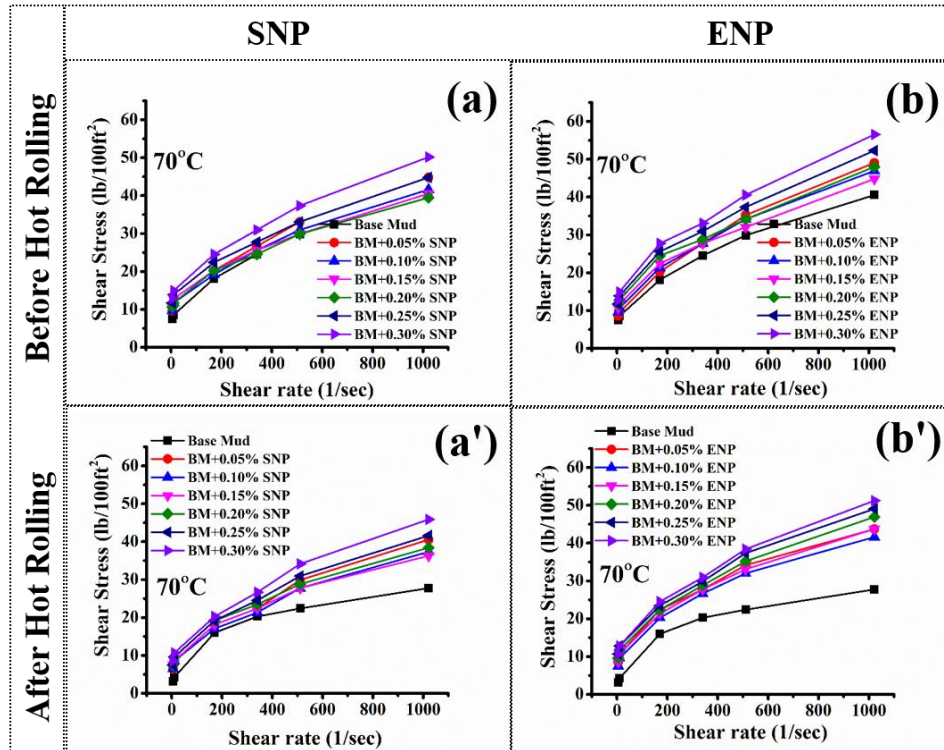 SNP
ENP
Before Hot Rolling
(a)
70°C
Shear Stress (lb/100ft²)
60
50
40
30
20
10
0
Base Mud
BM+0.05% SNP
BM+0.10% SNP
BM+0.15% SNP
BM+0.20% SNP
BM+0.25% SNP
BM+0.30% SNP
0 200 400 600 800 1000
Shear rate (1/sec)
(b)
70°C
Shear Stress (lb/100ft²)
60
50
40
30
20
10
0
Base Mud
BM+0.05% ENP
BM+0.10% ENP
BM+0.15% ENP
BM+0.20% ENP
BM+0.25% ENP
BM+0.30% ENP
0 200 400 600 800 1000
Shear rate (1/sec)
After Hot Rolling
(a')
Base Mud
BM+0.05% SNP
BM+0.10% SNP
BM+0.15% SNP
BM+0.20% SNP
BM+0.25% SNP
BM+0.30% SNP
70°C
Shear Stress (lb/100ft²)
60
50
40
30
20
10
0
0 200 400 600 800 1000
Shear rate (1/sec)
(b')
Base Mud
BM+0.05% ENP
BM+0.10% ENP
BM+0.15% ENP
BM+0.20% ENP
BM+0.25% ENP
BM+0.30% ENP
70°C
Shear Stress (lb/100ft²)
60
50
40
30
20
10
0
0 200 400 600 800 1000
Shear rate (1/sec)